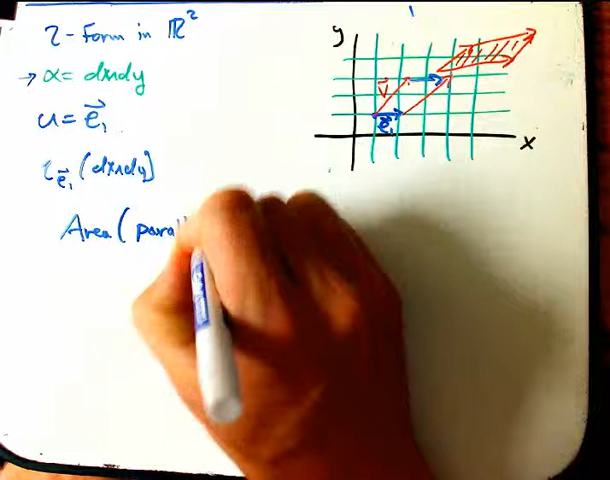 2-Form in ℝ²
→ α = dx∧dy
u = e⃗₁
ι_e⃗₁ (dx∧dy)
Area ( paral
y
v⃗
e⃗₁
x